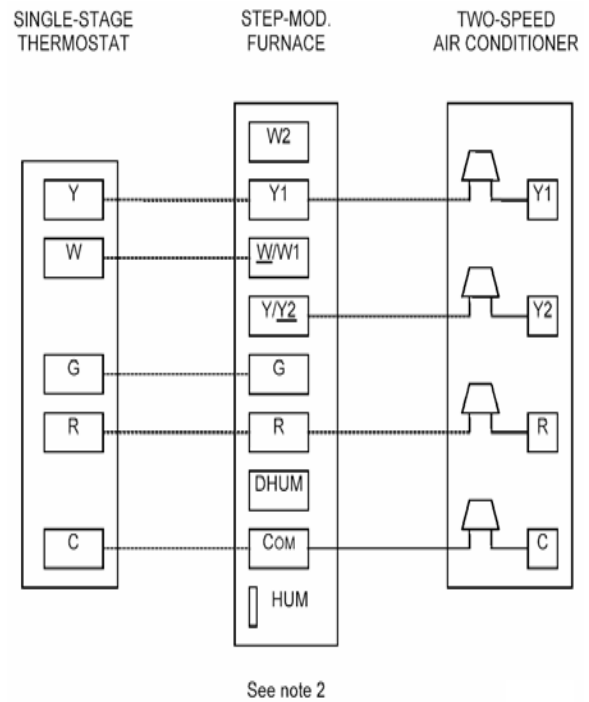 SINGLE-STAGE
THERMOSTAT
STEP-MOD.
FURNACE
TWO-SPEED
AIR CONDITIONER
Y
W
G
R
C
W2
Y1
W/W1
Y/Y2
G
R
DHUM
COM
HUM
Y1
Y2
R
C
See note 2